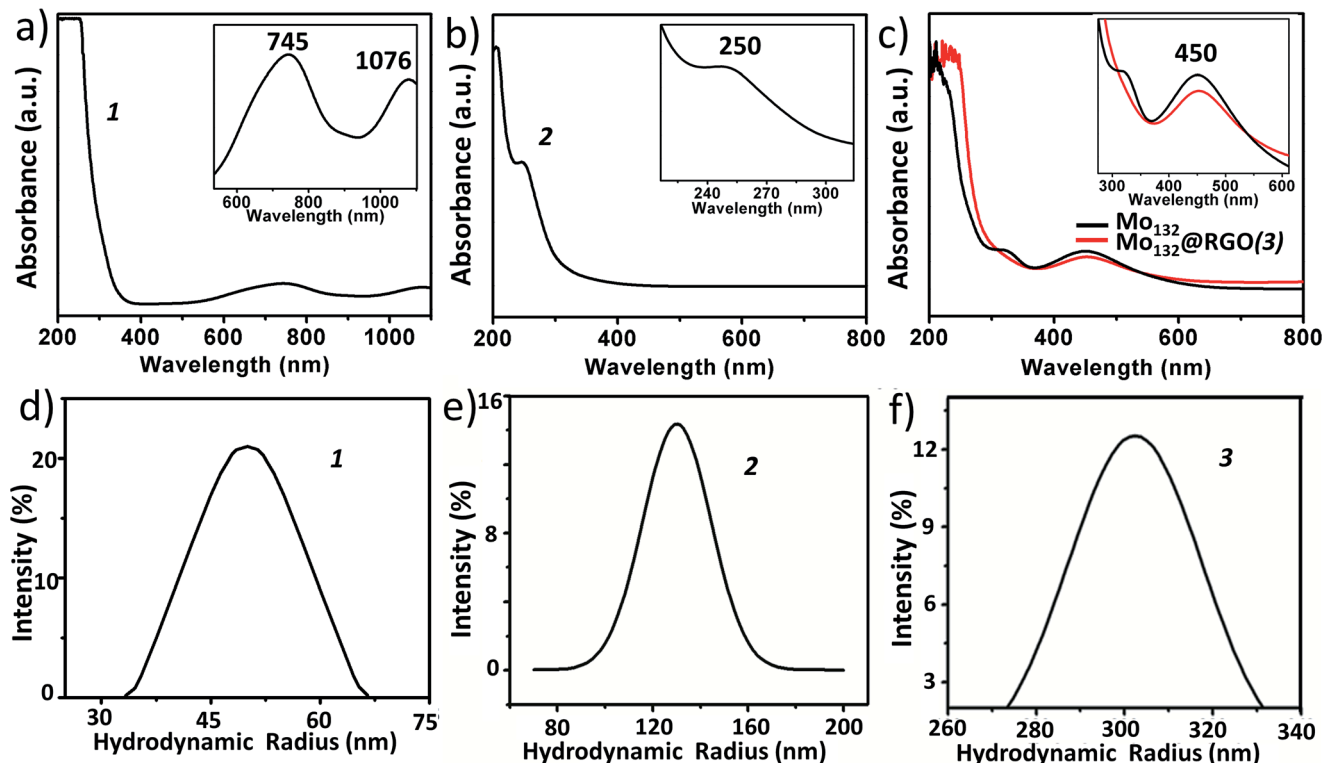 a)
745
1076
1
Absorbance (a.u.)
600 800 1000
Wavelength (nm)
200 400 600 800 1000
Wavelength (nm)
b)
250
2
Absorbance (a.u.)
240 270 300
Wavelength (nm)
200 400 600 800
Wavelength (nm)
c)
450
Absorbance (a.u.)
300 400 500 600
Wavelength (nm)
Mo132
Mo132@RGO(3)
200 400 600 800
Wavelength (nm)
d)
1
Intensity (%)
20
10
0
30 45 60 75
Hydrodynamic Radius (nm)
e)
2
Intensity (%)
16
8
0
80 120 160 200
Hydrodynamic Radius (nm)
f)
3
Intensity (%)
12
9
6
3
260 280 300 320 340
Hydrodynamic Radius (nm)